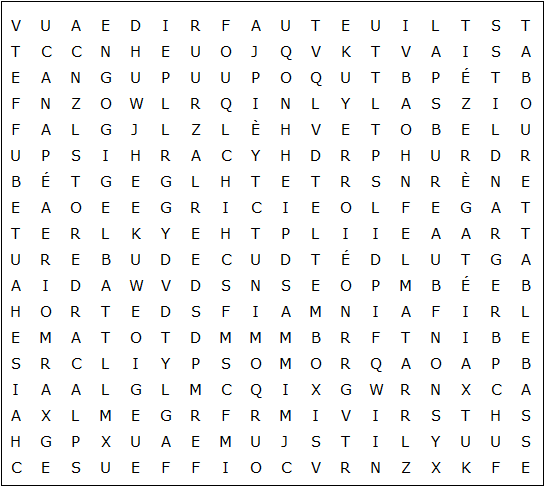 V U A E D I R F A U T E U I L T S T
T C C N H E U O J Q V K T V A I S A
E A N G U P U U P O Q U T B P É T B
F N Z O W L R Q I N L Y L A S Z I O
F A L G J L Z L È H V E T O B E L U
U P S I H R A C Y H D R P H U R D R
B É T G E G L H T E T R S N R È N E
E A O E E G R I C I E O L F E G A T
T E R L K Y E H T P L I I E A A R T
U R E B U D E C U D T É D L U T G A
A I D A W V D S N S E O P M B É E B
H O R T E D S F I A M N I A F I R L
E M A T O T D M M M B R F T N I B E
S R C L I Y P S O M O R Q A O A P B
I A A L G L M C Q I X G W R N X C A
A X L M E G R F R M I V I R S T H S
H G P X U A E M U J S T I L Y U U S
C E S U E F F I O C V R N Z X K F E